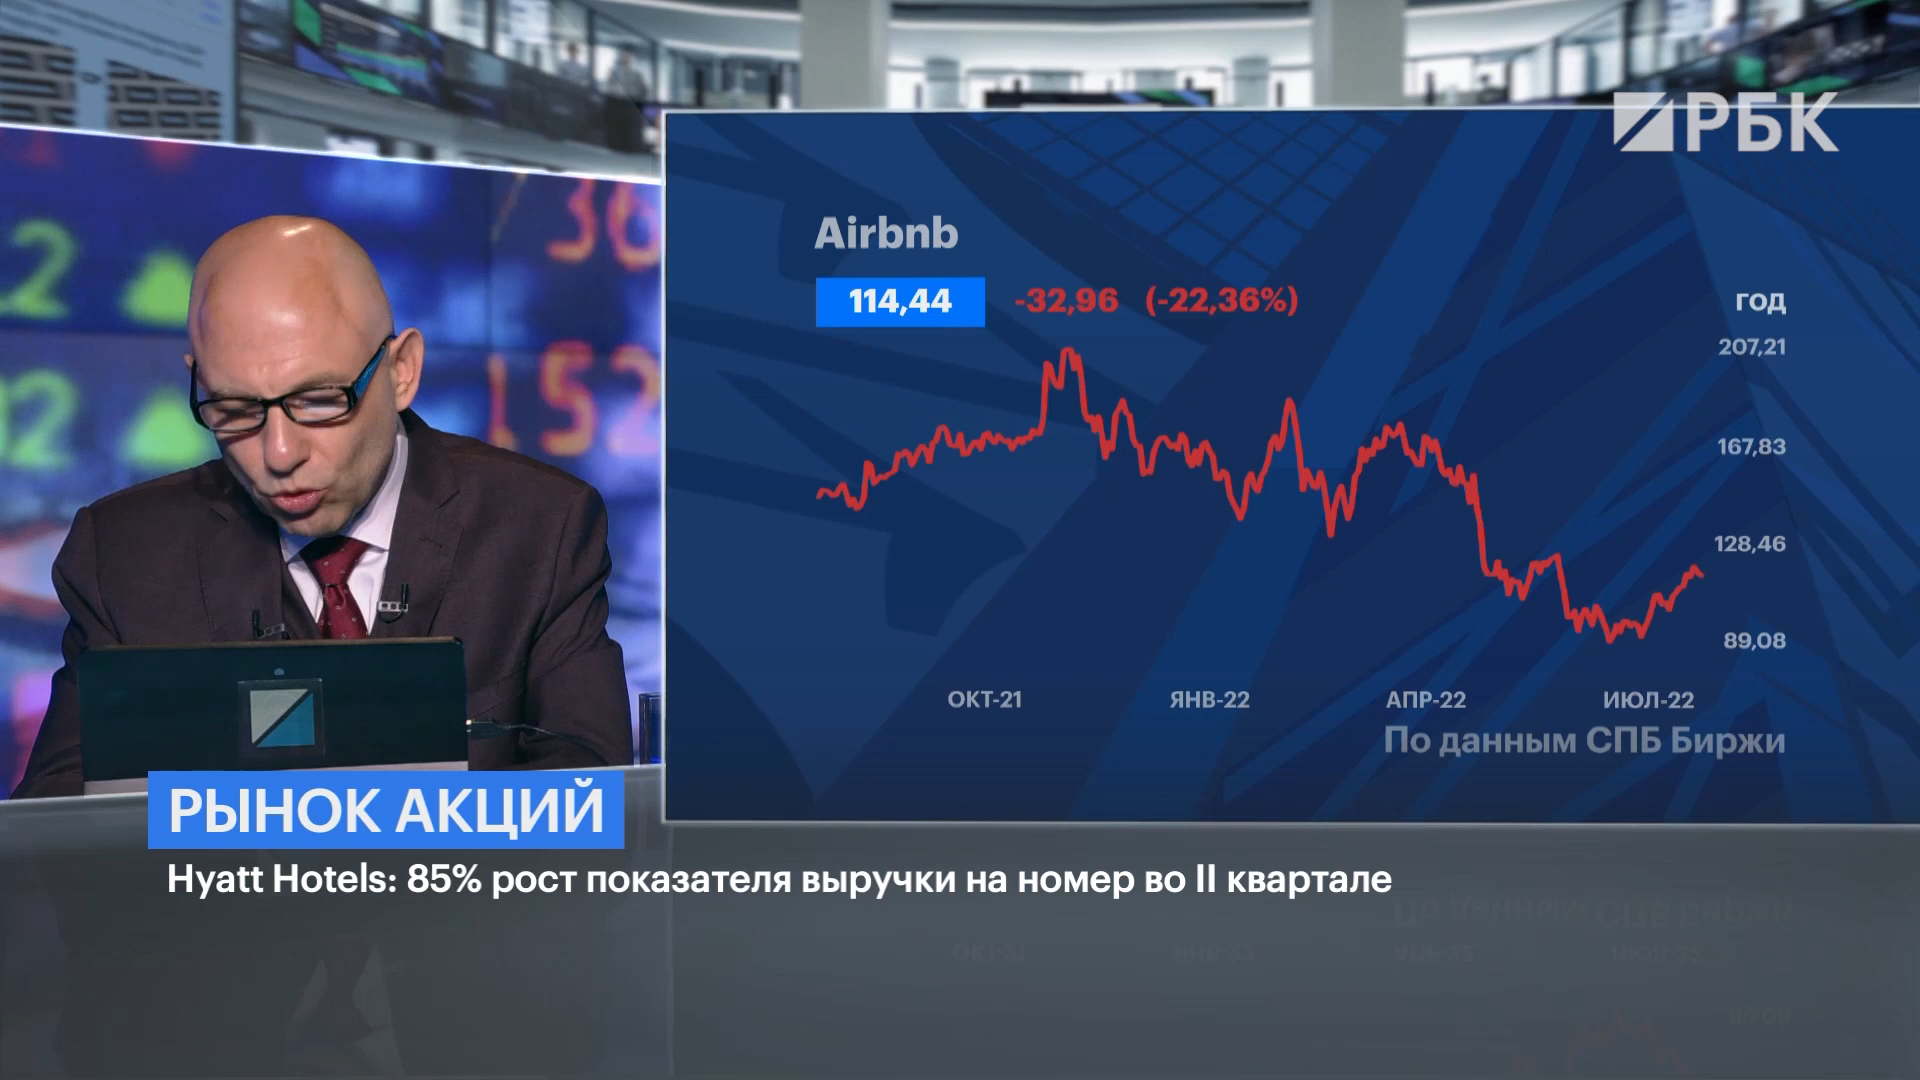 РБК
Airbnb
114,44 -32,96 (-22,36%)
год
207,21
167,83
128,46
89,08
ОКТ-21 ЯНВ-22 АПР-22 ИЮЛ-22
По данным СПБ Биржи
РЫНОК АКЦИЙ
Hyatt Hotels: 85% рост показателя выручки на номер во II квартале